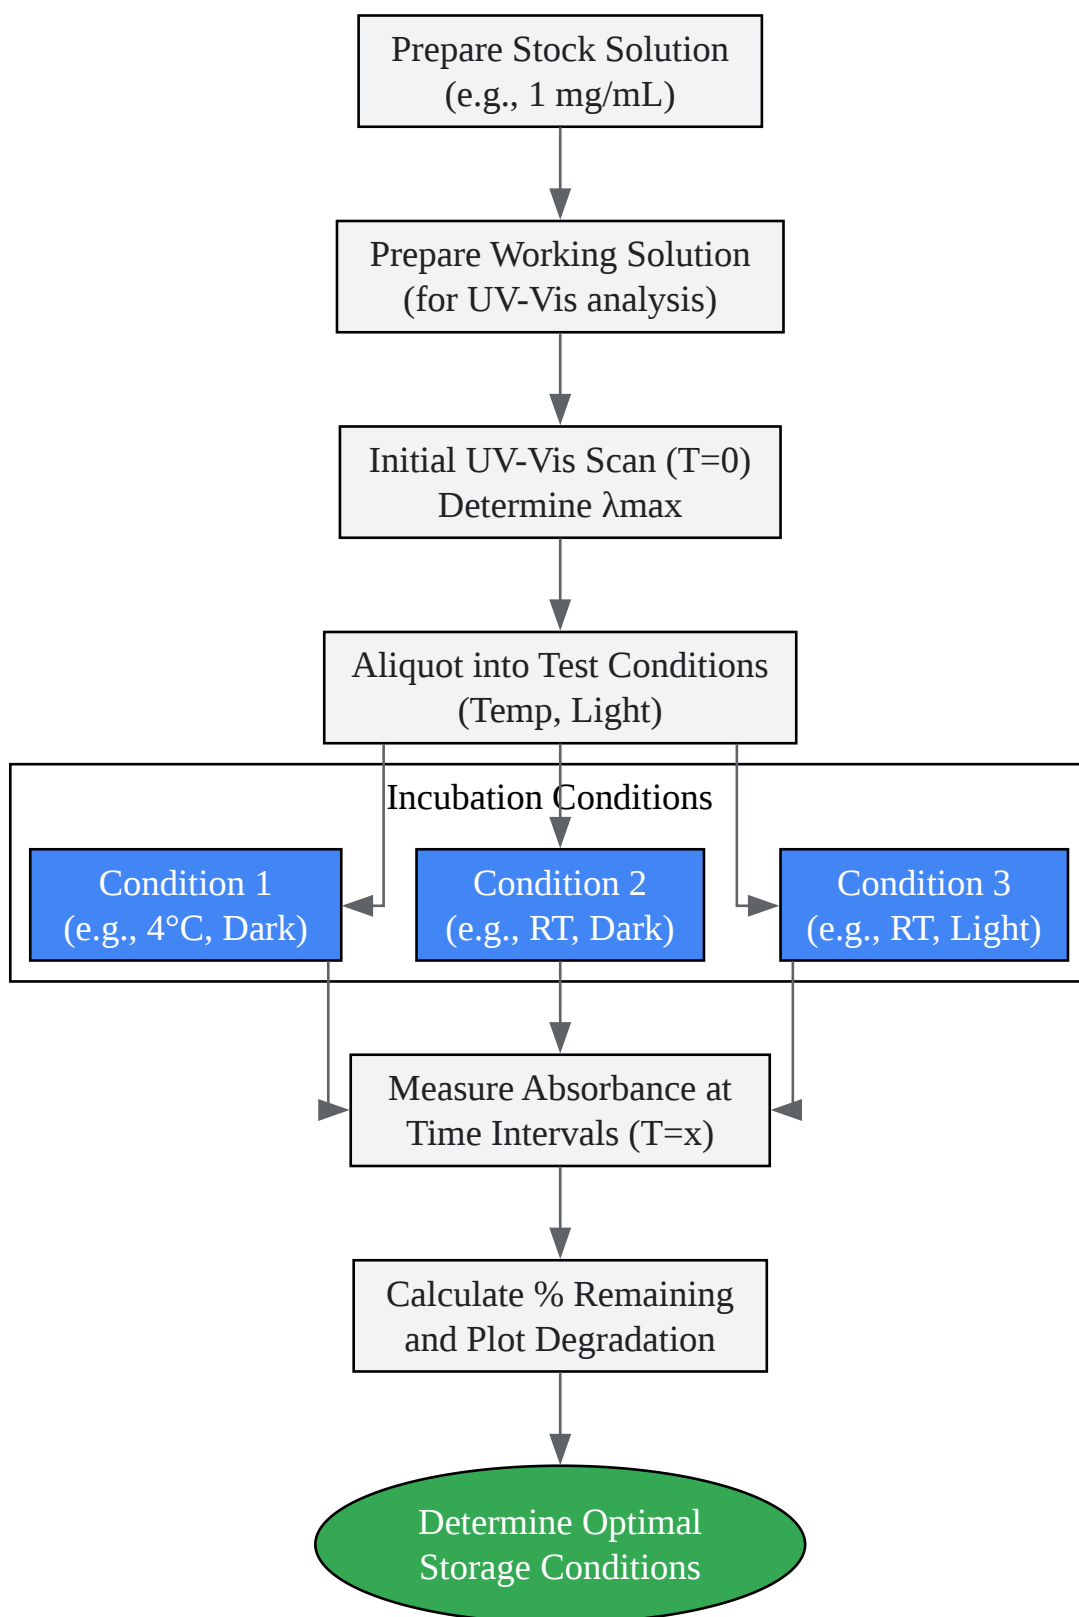 Prepare Stock Solution
(e.g., 1 mg/mL)
Prepare Working Solution
(for UV-Vis analysis)
Initial UV-Vis Scan (T=0)
Determine λmax
Aliquot into Test Conditions
(Temp, Light)
Incubation Conditions
Condition 1
(e.g., 4°C, Dark)
Condition 2
(e.g., RT, Dark)
Condition 3
(e.g., RT, Light)
Measure Absorbance at
Time Intervals (T=x)
Calculate % Remaining
and Plot Degradation
Determine Optimal
Storage Conditions